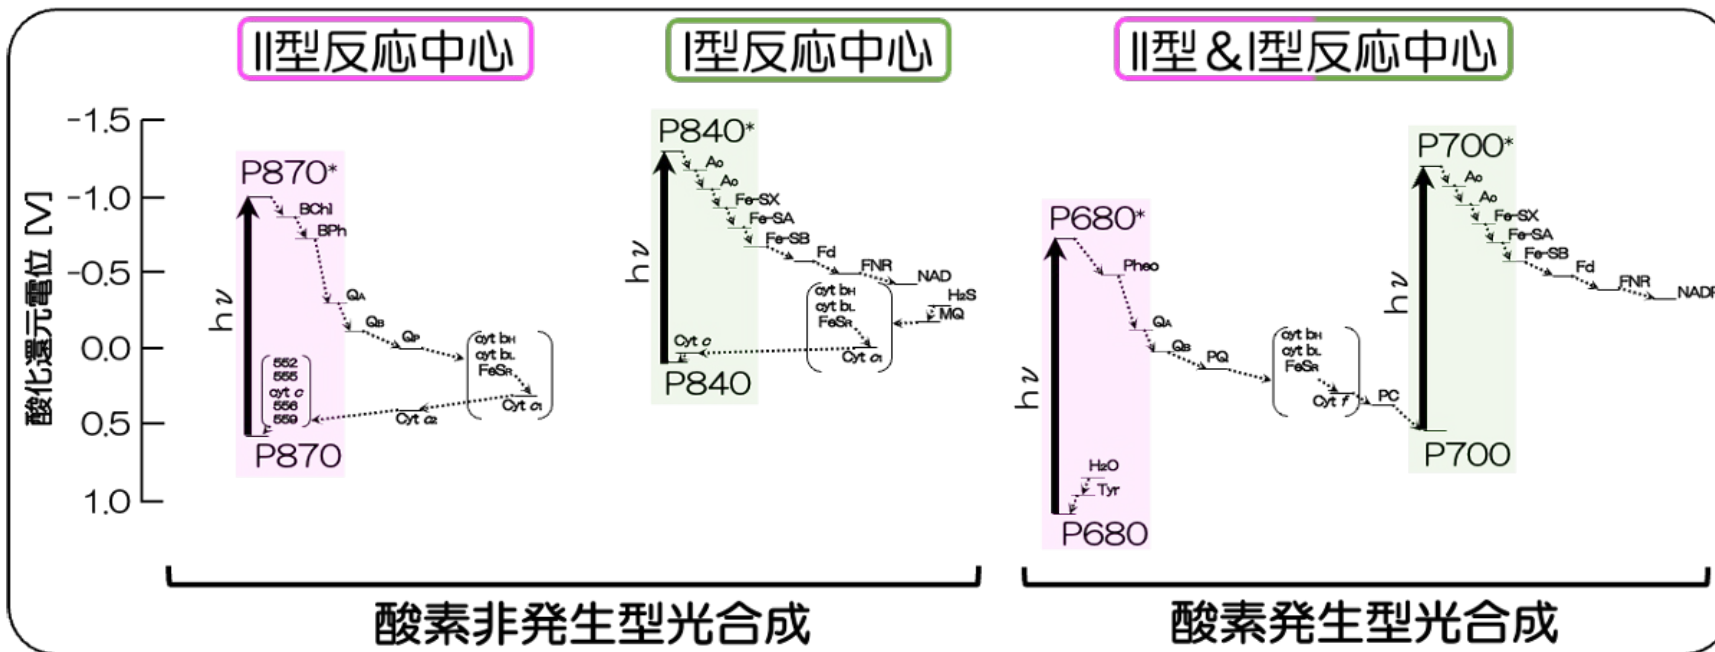 II型反応中心
I型反応中心
II型&I型反応中心
酸化還元電位 [V]
-1.5
-1.0
-0.5
0.0
0.5
1.0
P870*
BChl
BPh
QA
QB
QP
hν
552
555
cyt c
556
559
P870
cyt bH
cyt bL
FeSR
Cyt c1
Cyt c2
P840*
A0
A0
Fe-SX
Fe-SA
Fe-SB
Fd
FNR
NAD
hν
cyt bH
cyt bL
FeSR
Cyt c1
H2S
MQ
Cyt c
P840
P680*
Pheo
QA
QB
PQ
hν
cyt bH
cyt bL
FeSR
Cyt f
PC
H2O
Tyr
P680
P700*
A0
A0
Fe-SX
Fe-SA
Fe-SB
Fd
FNR
hν
P700
酸素非発生型光合成
酸素発生型光合成